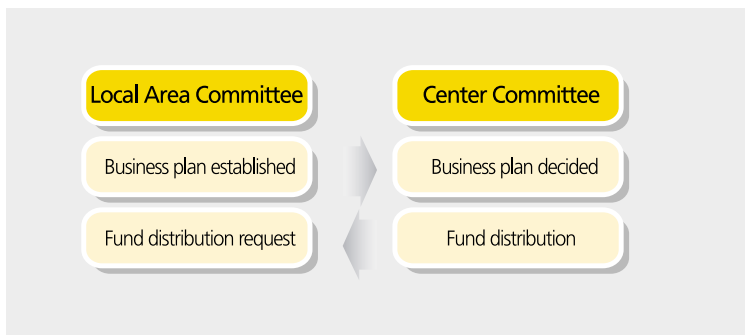 Local Area Committee
Center Committee
Business plan established
Business plan decided
Fund distribution request
Fund distribution